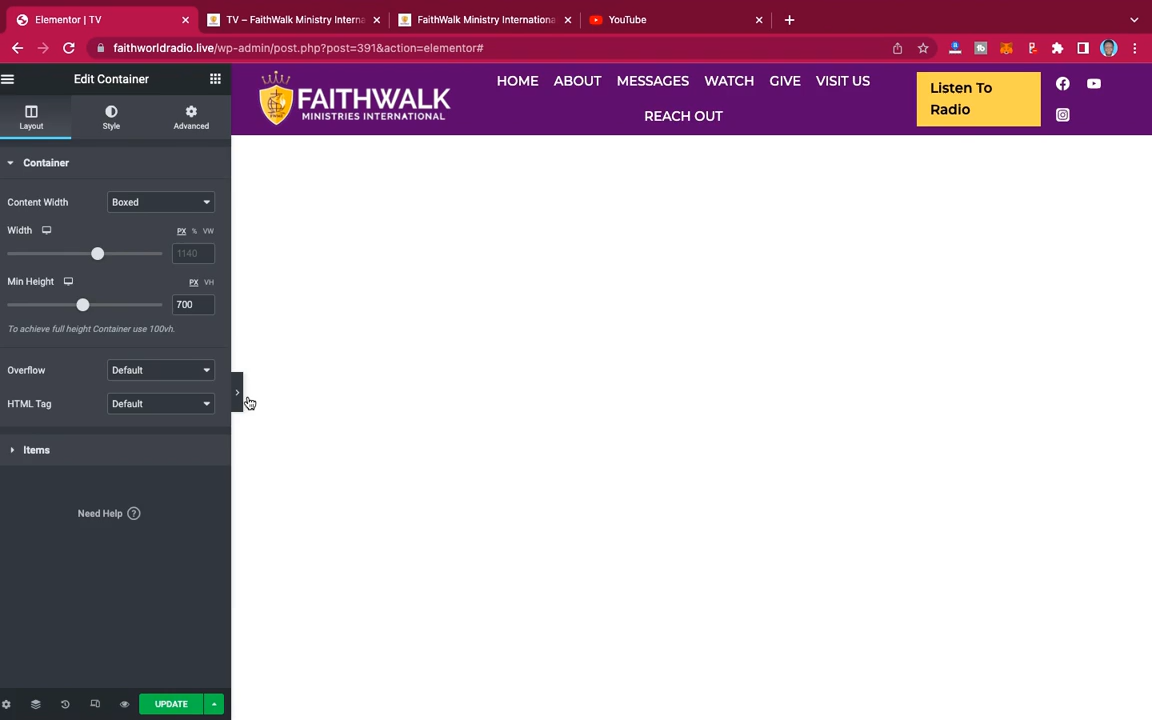 Elementor | TV
TV – FaithWalk Ministry Interna
FaithWalk Ministry International
YouTube
faithworldradio.live/wp-admin/post.php?post=391&action=elementor#
Edit Container
Layout
Style
Advanced
Container
Content Width
Boxed
Width
PX % VW
1140
Min Height
PX VH
700
To achieve full height Container use 100vh.
Overflow
Default
HTML Tag
Default
Items
Need Help ?
UPDATE
FAITHWALK
MINISTRIES INTERNATIONAL
HOME ABOUT MESSAGES WATCH GIVE VISIT US
REACH OUT
Listen To
Radio